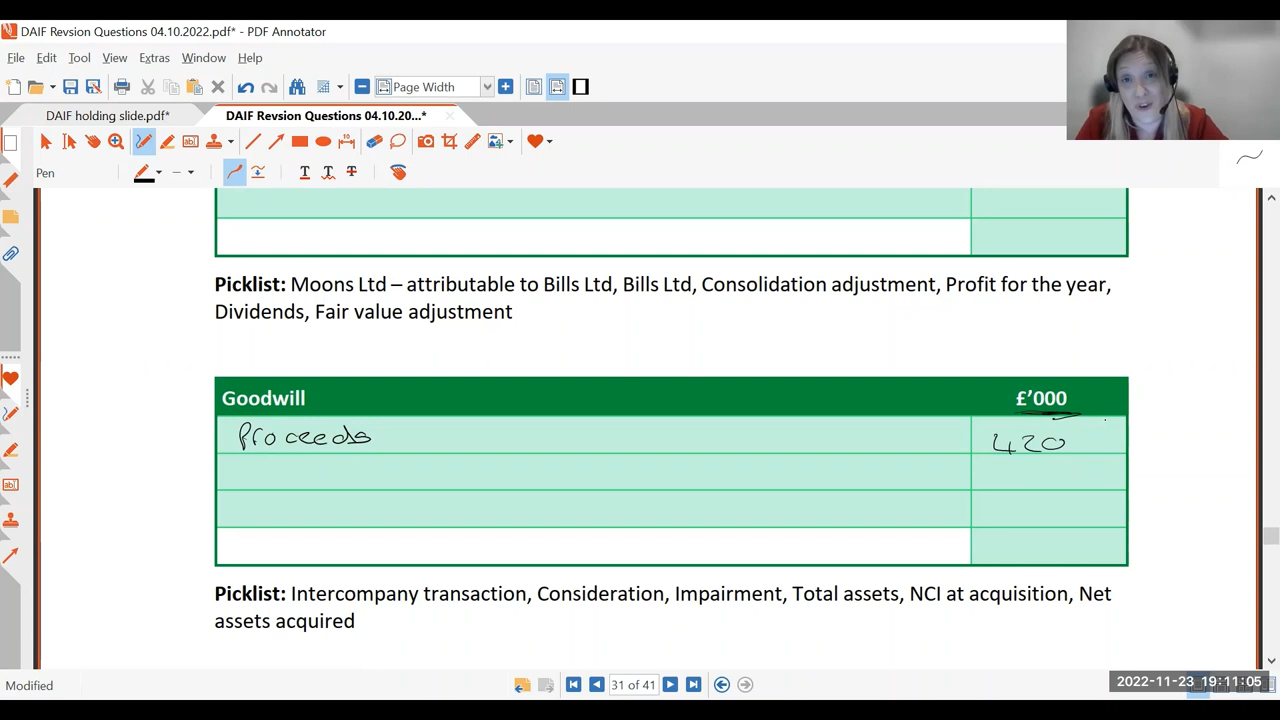 DAIF Revsion Questions 04.10.2022.pdf* - PDF Annotator
File Edit Tool View Extras Window Help
Page Width
DAIF holding slide.pdf* DAIF Revsion Questions 04.10.20...*
Pen
Picklist: Moons Ltd – attributable to Bills Ltd, Bills Ltd, Consolidation adjustment, Profit for the year,
Dividends, Fair value adjustment
Goodwill £’000
Proceeds 420
Picklist: Intercompany transaction, Consideration, Impairment, Total assets, NCI at acquisition, Net
assets acquired
Modified 31 of 41 2022-11-23 19:11:05